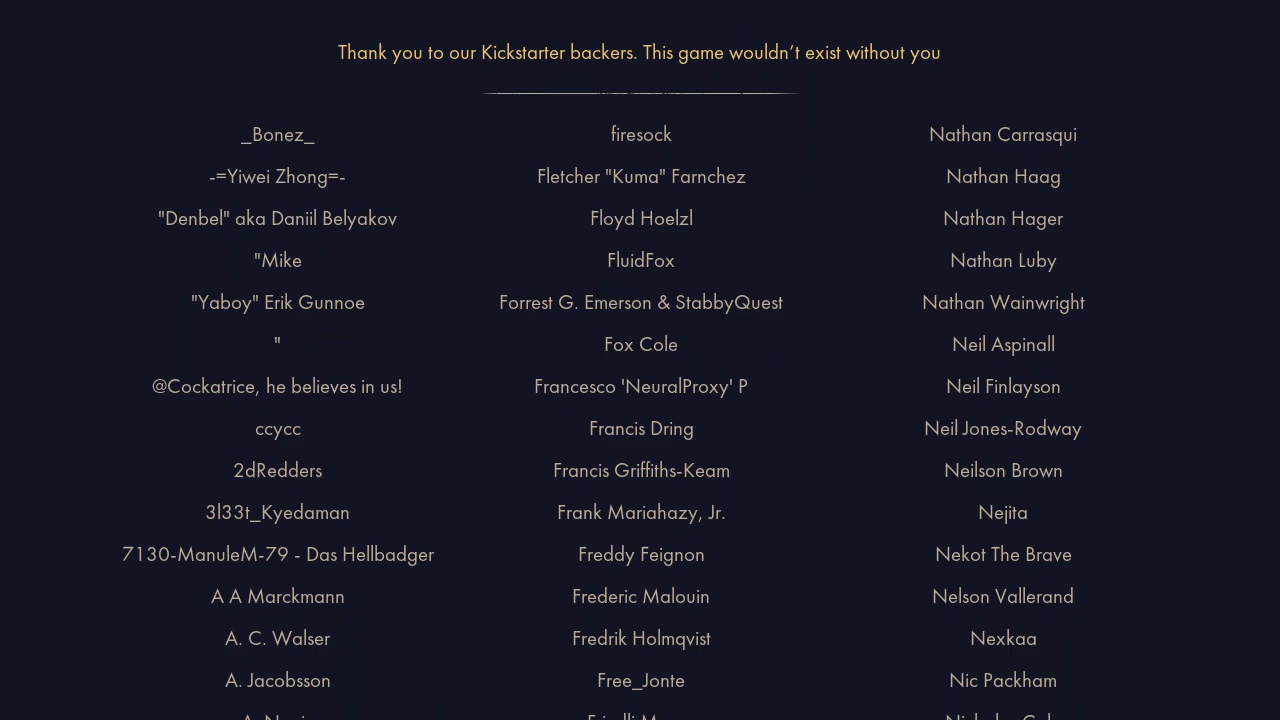 Thank you to our Kickstarter backers. This game wouldn’t exist without you
_Bonez_
-=Yiwei Zhong=-
"Denbel" aka Daniil Belyakov
"Mike
"Yaboy" Erik Gunnoe
"
@Cockatrice, he believes in us!
ccycc
2dRedders
3l33t_Kyedaman
7130-ManuleM-79 - Das Hellbadger
A A Marckmann
A. C. Walser
A. Jacobsson
firesock
Fletcher "Kuma" Farnchez
Floyd Hoelzl
FluidFox
Forrest G. Emerson & StabbyQuest
Fox Cole
Francesco 'NeuralProxy' P
Francis Dring
Francis Griffiths-Keam
Frank Mariahazy, Jr.
Freddy Feignon
Frederic Malouin
Fredrik Holmqvist
Free_Jonte
Nathan Carrasqui
Nathan Haag
Nathan Hager
Nathan Luby
Nathan Wainwright
Neil Aspinall
Neil Finlayson
Neil Jones-Rodway
Neilson Brown
Nejita
Nekot The Brave
Nelson Vallerand
Nexkaa
Nic Packham